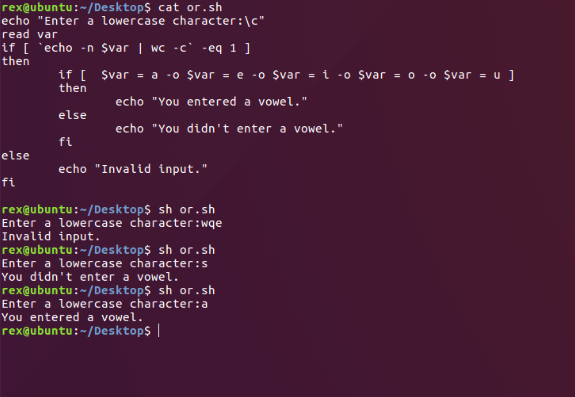 rex@ubuntu:~/Desktop$ cat or.sh
echo "Enter a lowercase character:\c"
read var
if [ `echo -n $var | wc -c` -eq 1 ]
then
        if [  $var = a -o $var = e -o $var = i -o $var = o -o $var = u ]
        then
                echo "You entered a vowel."
        else
                echo "You didn't enter a vowel."
        fi
else
        echo "Invalid input."
fi
rex@ubuntu:~/Desktop$ sh or.sh
Enter a lowercase character:wqe
Invalid input.
rex@ubuntu:~/Desktop$ sh or.sh
Enter a lowercase character:s
You didn't enter a vowel.
rex@ubuntu:~/Desktop$ sh or.sh
Enter a lowercase character:a
You entered a vowel.
rex@ubuntu:~/Desktop$